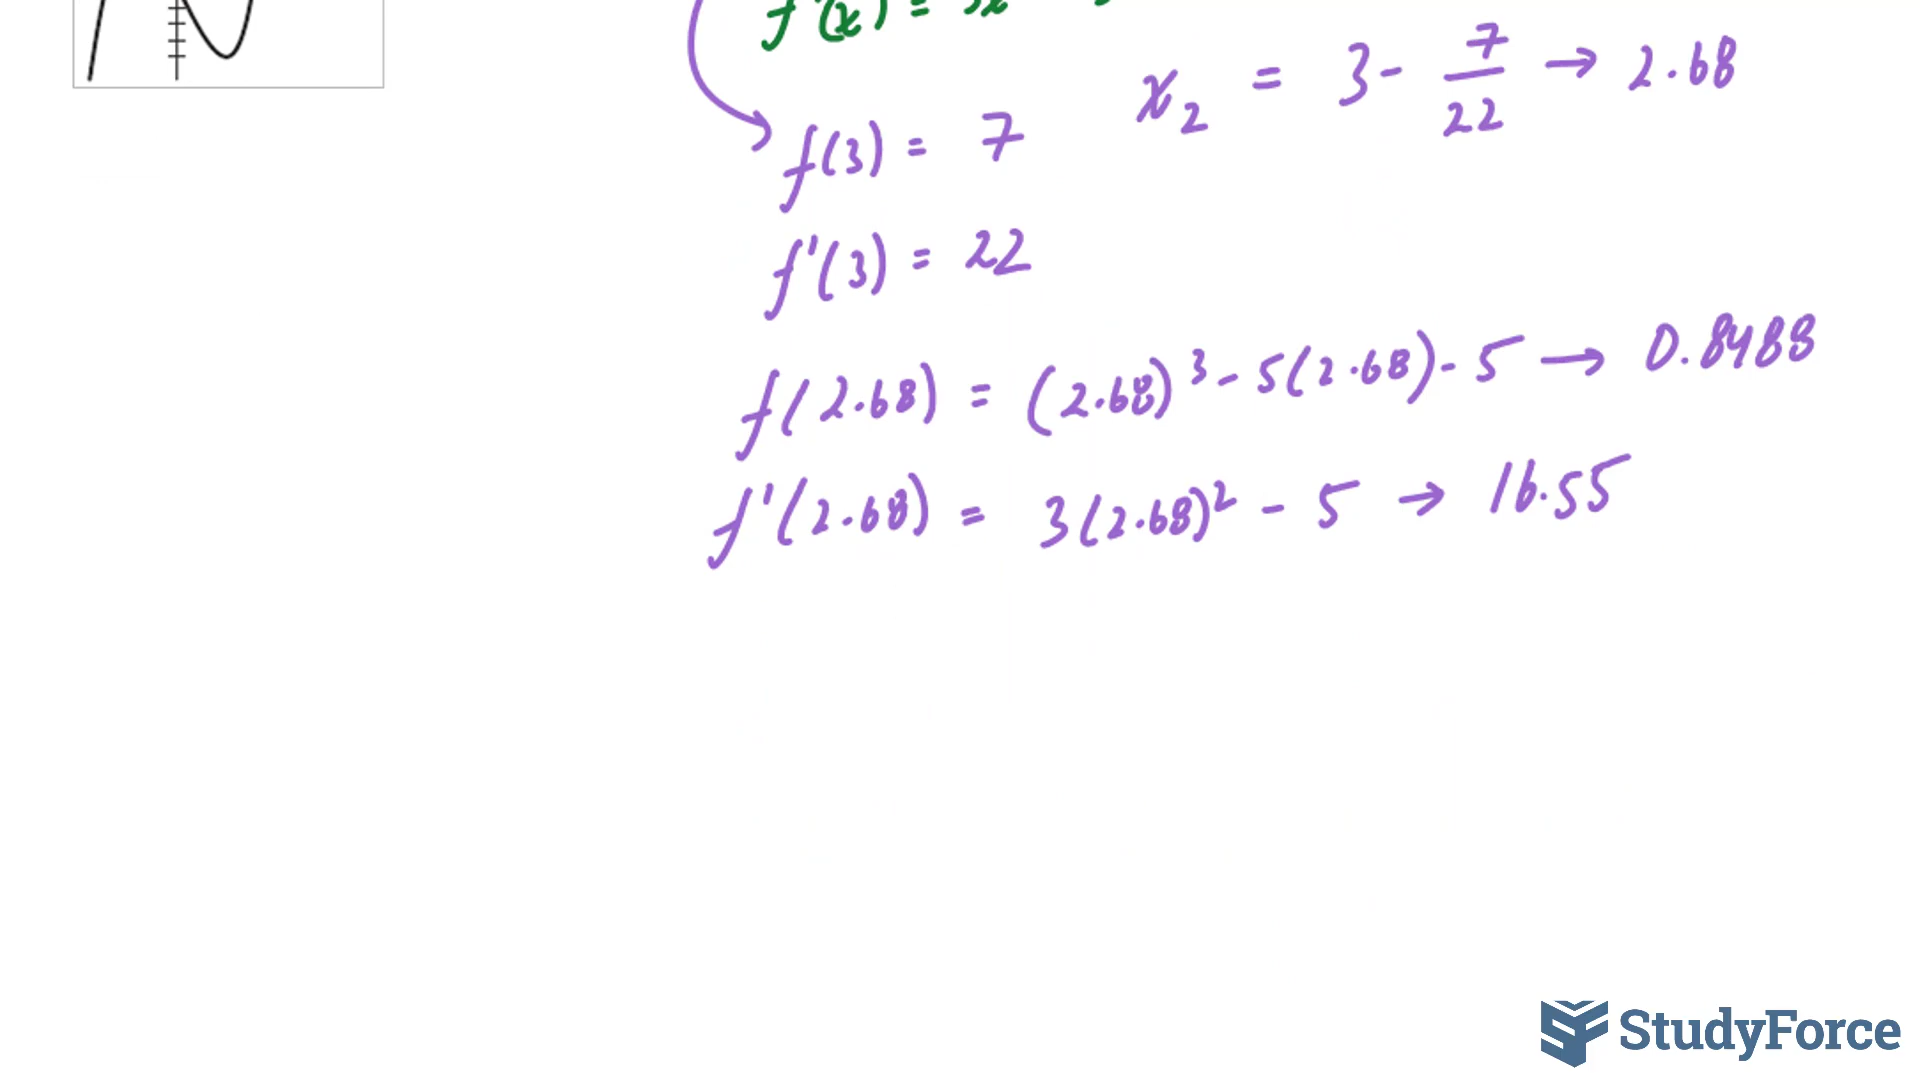 f'(x) = 3x
x₂ = 3 - 7/22 → 2.68
f(3) = 7
f'(3) = 22
f(2.68) = (2.68)³ - 5(2.68) - 5 → 0.8488
f'(2.68) = 3(2.68)² - 5 → 16.55
StudyForce